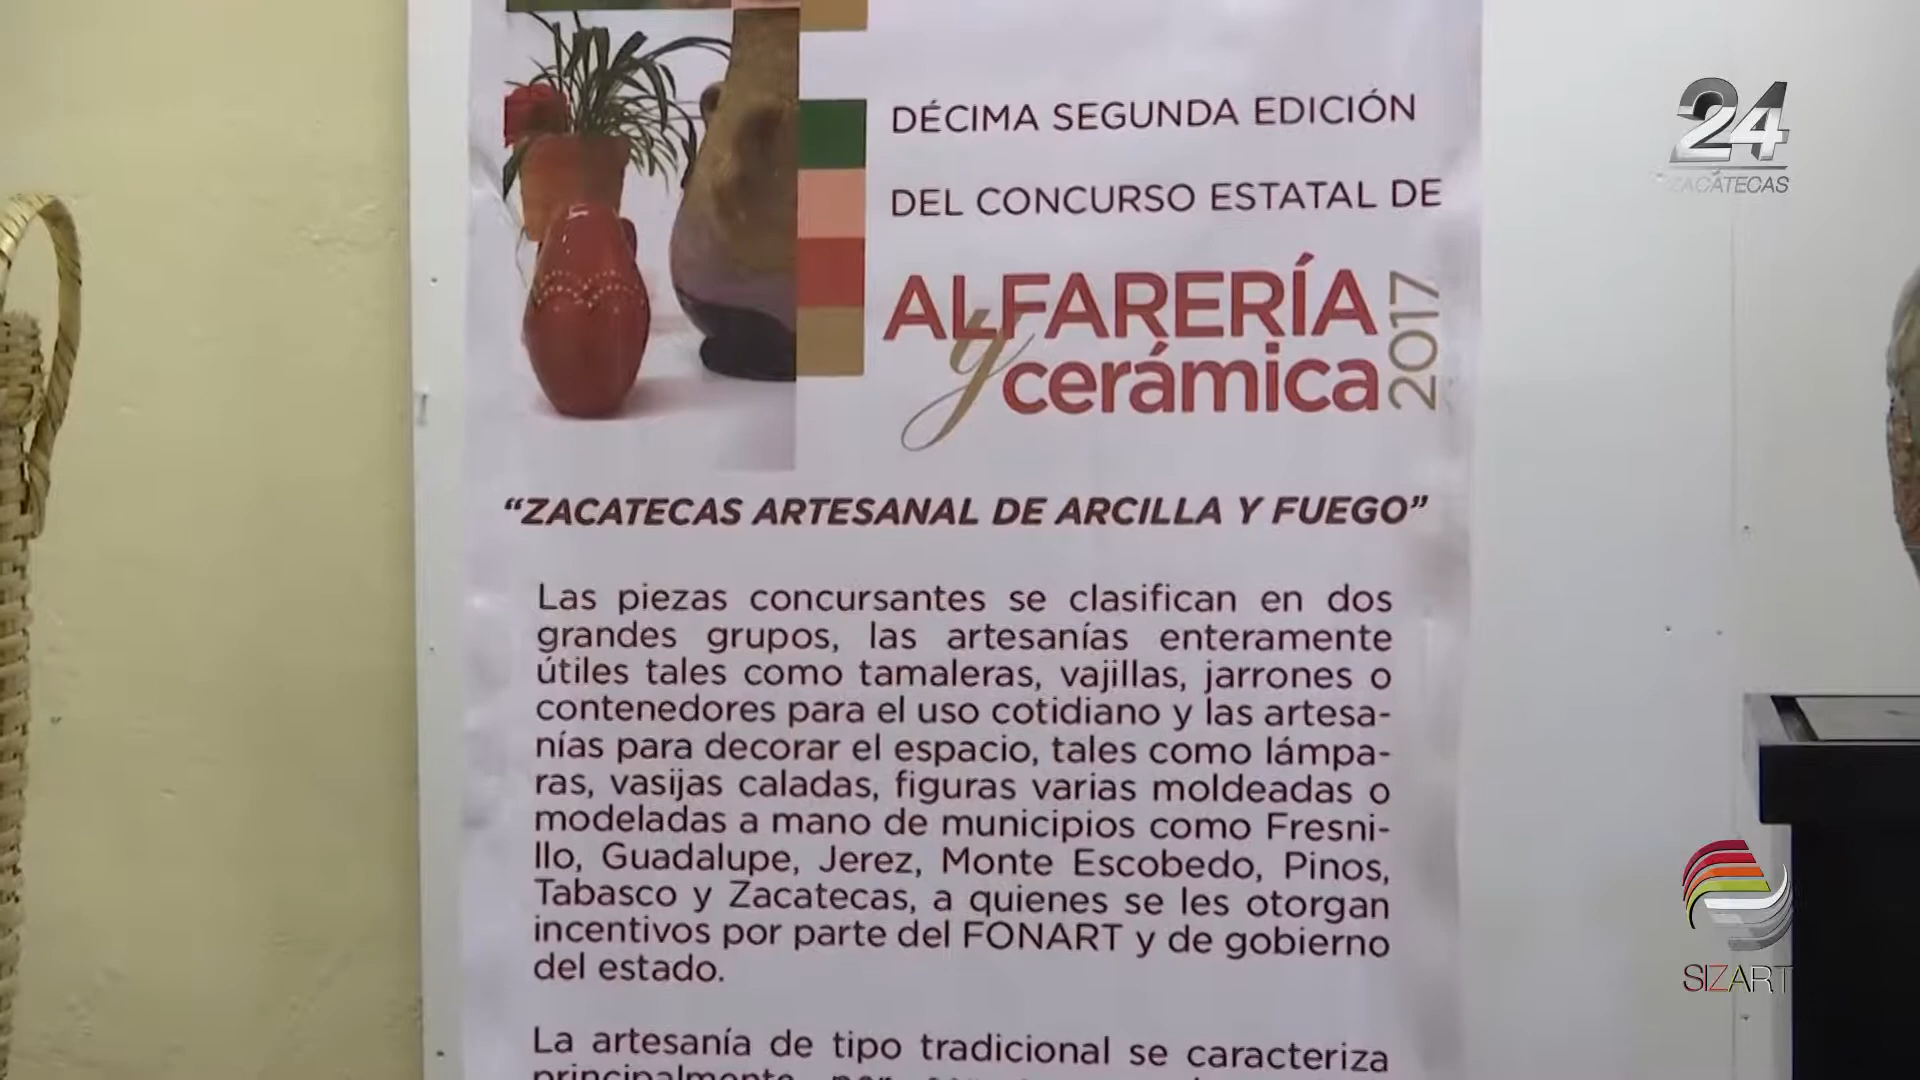 DÉCIMA SEGUNDA EDICIÓN
DEL CONCURSO ESTATAL DE
ALFARERÍA
y cerámica
2017
“ZACATECAS ARTESANAL DE ARCILLA Y FUEGO”
Las piezas concursantes se clasifican en dos
grandes grupos, las artesanías enteramente
útiles tales como tamaleras, vajillas, jarrones o
contenedores para el uso cotidiano y las artesa-
nías para decorar el espacio, tales como lámpa-
ras, vasijas caladas, figuras varias moldeadas o
modeladas a mano de municipios como Fresni-
llo, Guadalupe, Jerez, Monte Escobedo, Pinos,
Tabasco y Zacatecas, a quienes se les otorgan
incentivos por parte del FONART y de gobierno
del estado.
La artesanía de tipo tradicional se caracteriza
principalmente por
24
ZACATECAS
SIZART